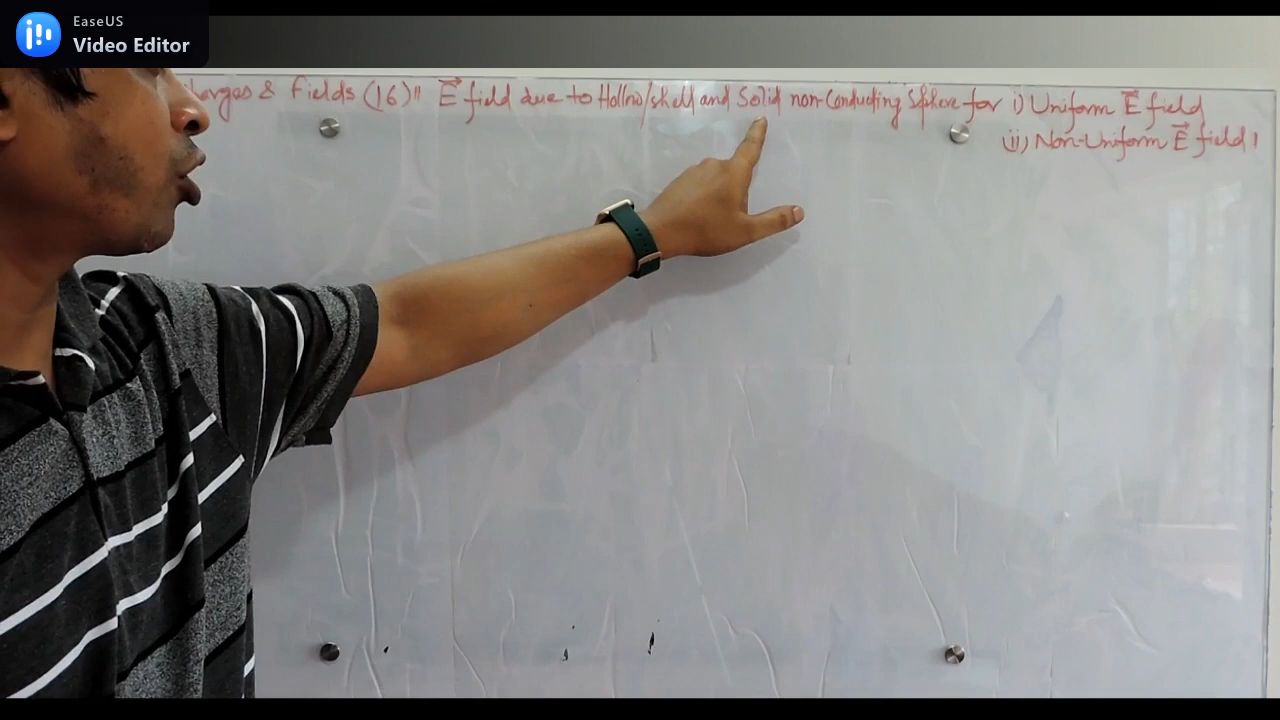 EaseUS
Video Editor
Charges & Fields (16) " E field due to Hollow/shell and Solid non-Conducting Sphere for i) Uniform E field
ii) Non-Uniform E field